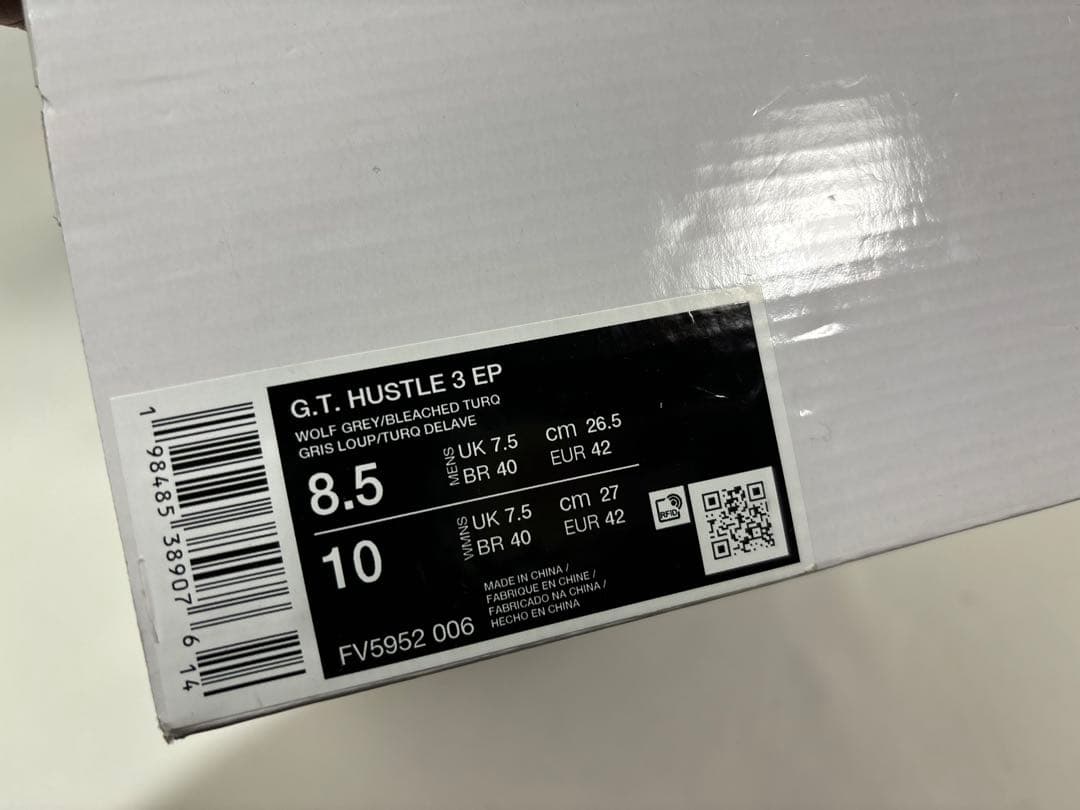 G.T. HUSTLE 3 EP
WOLF GREY/BLEACHED TURQ
GRIS LOUP/TURQ DELAVE
8.5
MENS
UK 7.5 cm 26.5
BR 40 EUR 42
10
WMNS
UK 7.5 cm 27
BR 40 EUR 42
RFID
MADE IN CHINA /
FABRIQUE EN CHINE /
FABRICADO NA CHINA /
HECHO EN CHINA
FV5952 006
1 98485 38907 6 14